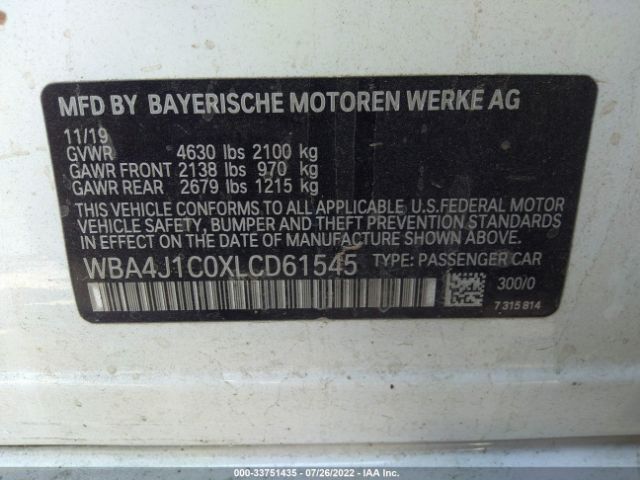 MFD BY BAYERISCHE MOTOREN WERKE AG
11/19
GVWR 4630 lbs 2100 kg
GAWR FRONT 2138 lbs 970 kg
GAWR REAR 2679 lbs 1215 kg
THIS VEHICLE CONFORMS TO ALL APPLICABLE U.S.FEDERAL MOTOR
VEHICLE SAFETY, BUMPER AND THEFT PREVENTION STANDARDS
IN EFFECT ON THE DATE OF MANUFACTURE SHOWN ABOVE.
WBA4J1C0XLCD61545 TYPE: PASSENGER CAR
300/0
7 315 814
000-33751435 - 07/26/2022 - IAA Inc.